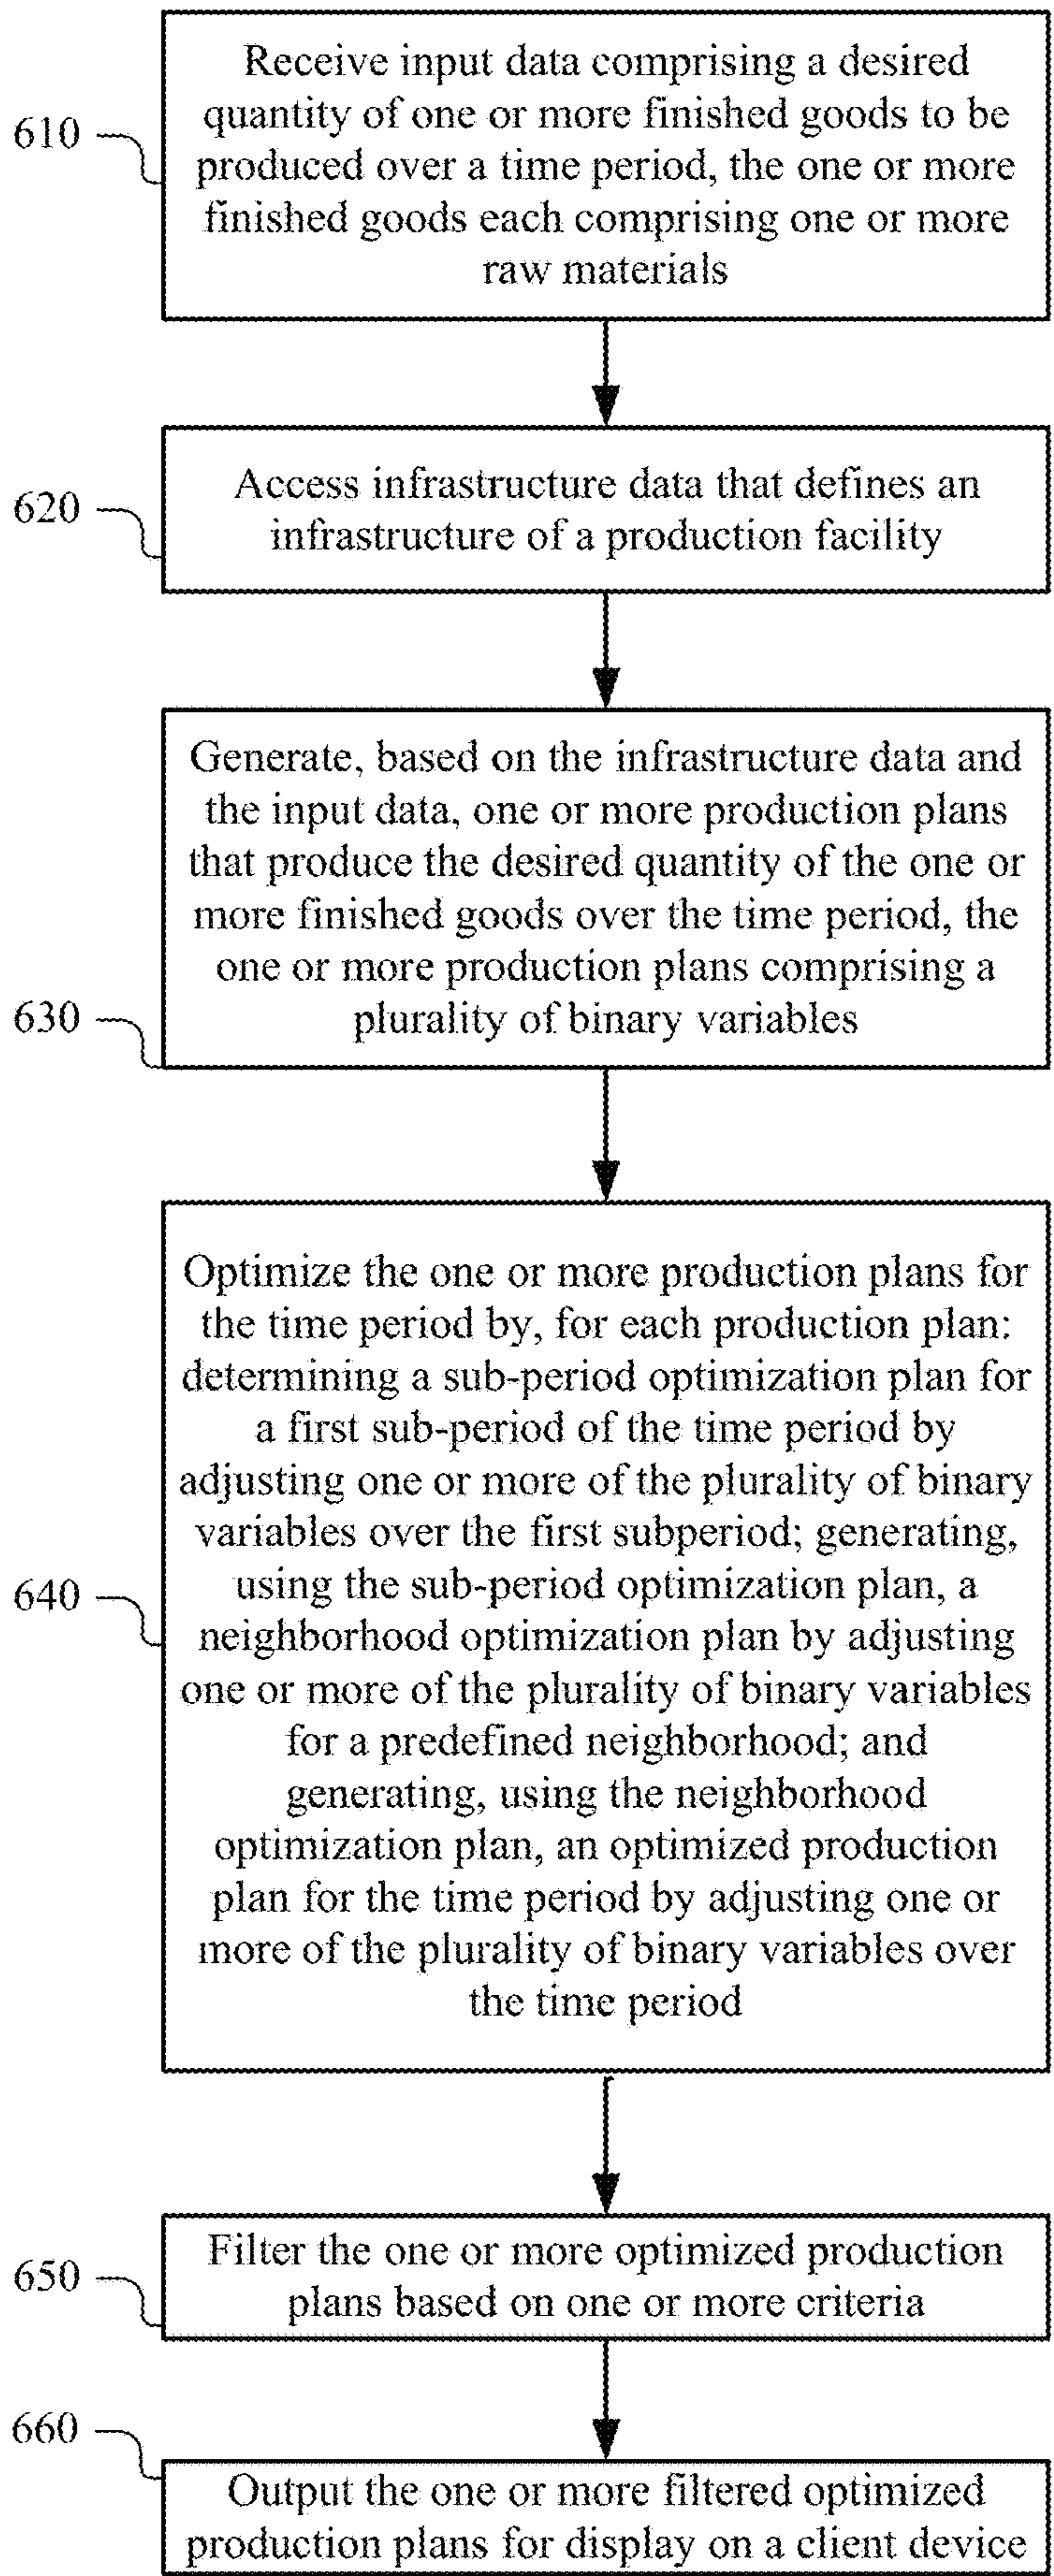 Receive input data comprising a desired
quantity of one or more finished goods to be
610
produced over a time period, the one or more
finished goods each comprising one or more
raw materials
Access infrastructure data that defines an
620
infrastructure of a production facility
Generate, based on the infrastructure data and
the input data, one or more production plans
that produce the desired quantity of the one or
more finished goods over the time period, the
one or more production plans comprising a
630
plurality of binary variables
Optimize the one or more production plans for
the time period by, for each production plan:
determining a sub-period optimization plan for
a first sub-period of the time period by
adjusting one or more of the plurality of binary
variables over the first subperiod; generating,
using the sub-period optimization plan, a
640
neighborhood optimization plan by adjusting
one or more of the plurality of binary variables
for a predefined neighborhood; and
generating, using the neighborhood
optimization plan, an optimized production
plan for the time period by adjusting one or
more of the plurality of binary variables over
the time period
Filter the one or more optimized production
650
plans based on one or more criteria
660
Output the one or more filtered optimized
production plans for display on a client device